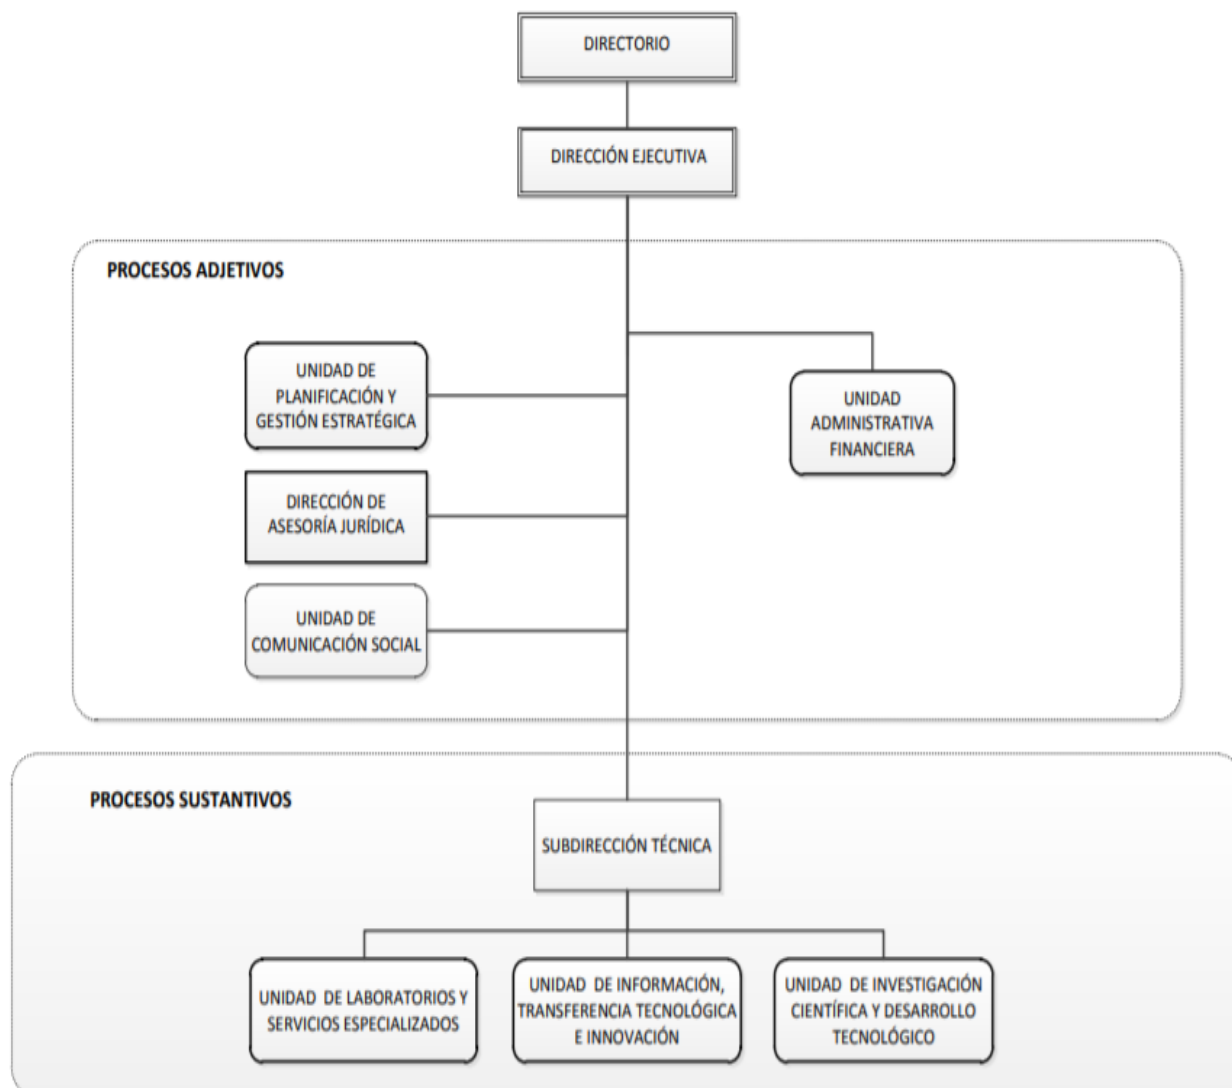 DIRECTORIO
DIRECCIÓN EJECUTIVA
PROCESOS ADJETIVOS
UNIDAD DE
PLANIFICACIÓN Y
GESTIÓN ESTRATÉGICA
UNIDAD
ADMINISTRATIVA
FINANCIERA
DIRECCIÓN DE
ASESORÍA JURÍDICA
UNIDAD DE
COMUNICACIÓN SOCIAL
PROCESOS SUSTANTIVOS
SUBDIRECCIÓN TÉCNICA
UNIDAD DE LABORATORIOS Y
SERVICIOS ESPECIALIZADOS
UNIDAD DE INFORMACIÓN,
TRANSFERENCIA TECNOLÓGICA
E INNOVACIÓN
UNIDAD DE INVESTIGACIÓN
CIENTÍFICA Y DESARROLLO
TECNOLÓGICO